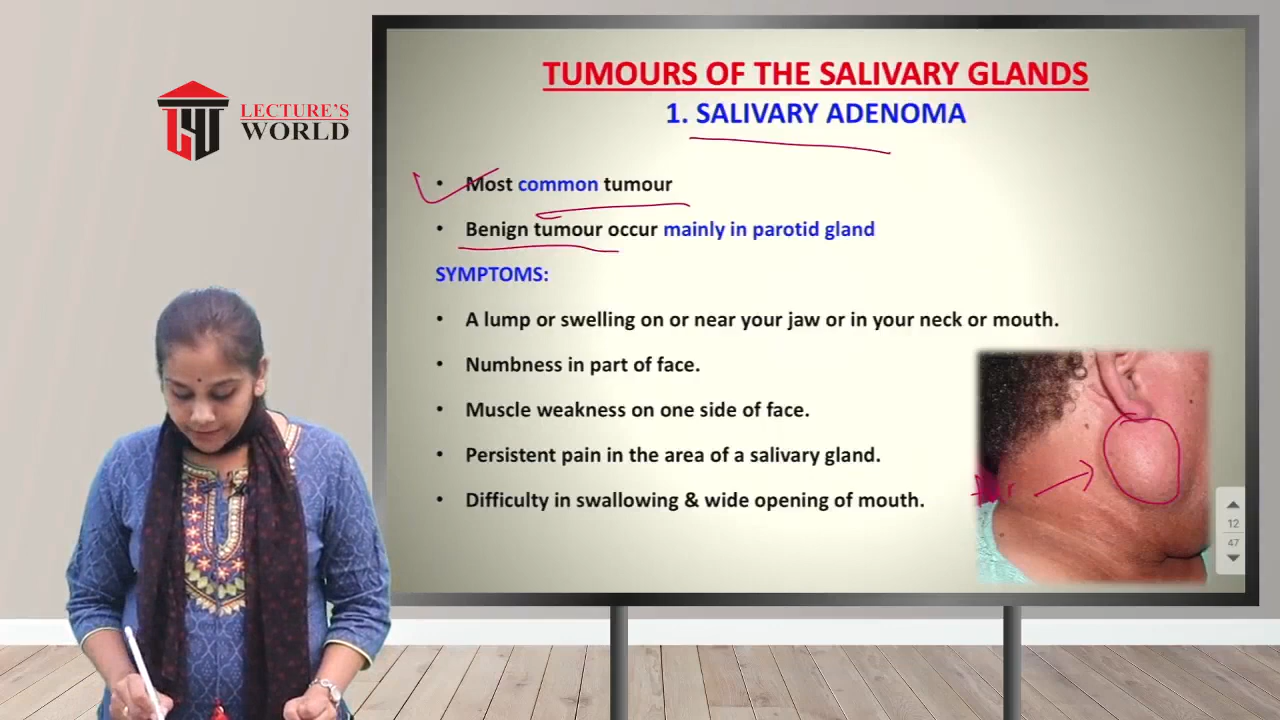 LECTURE'S
WORLD
TUMOURS OF THE SALIVARY GLANDS
1. SALIVARY ADENOMA
• Most common tumour
• Benign tumour occur mainly in parotid gland
SYMPTOMS:
• A lump or swelling on or near your jaw or in your neck or mouth.
• Numbness in part of face.
• Muscle weakness on one side of face.
• Persistent pain in the area of a salivary gland.
• Difficulty in swallowing & wide opening of mouth.
12
47